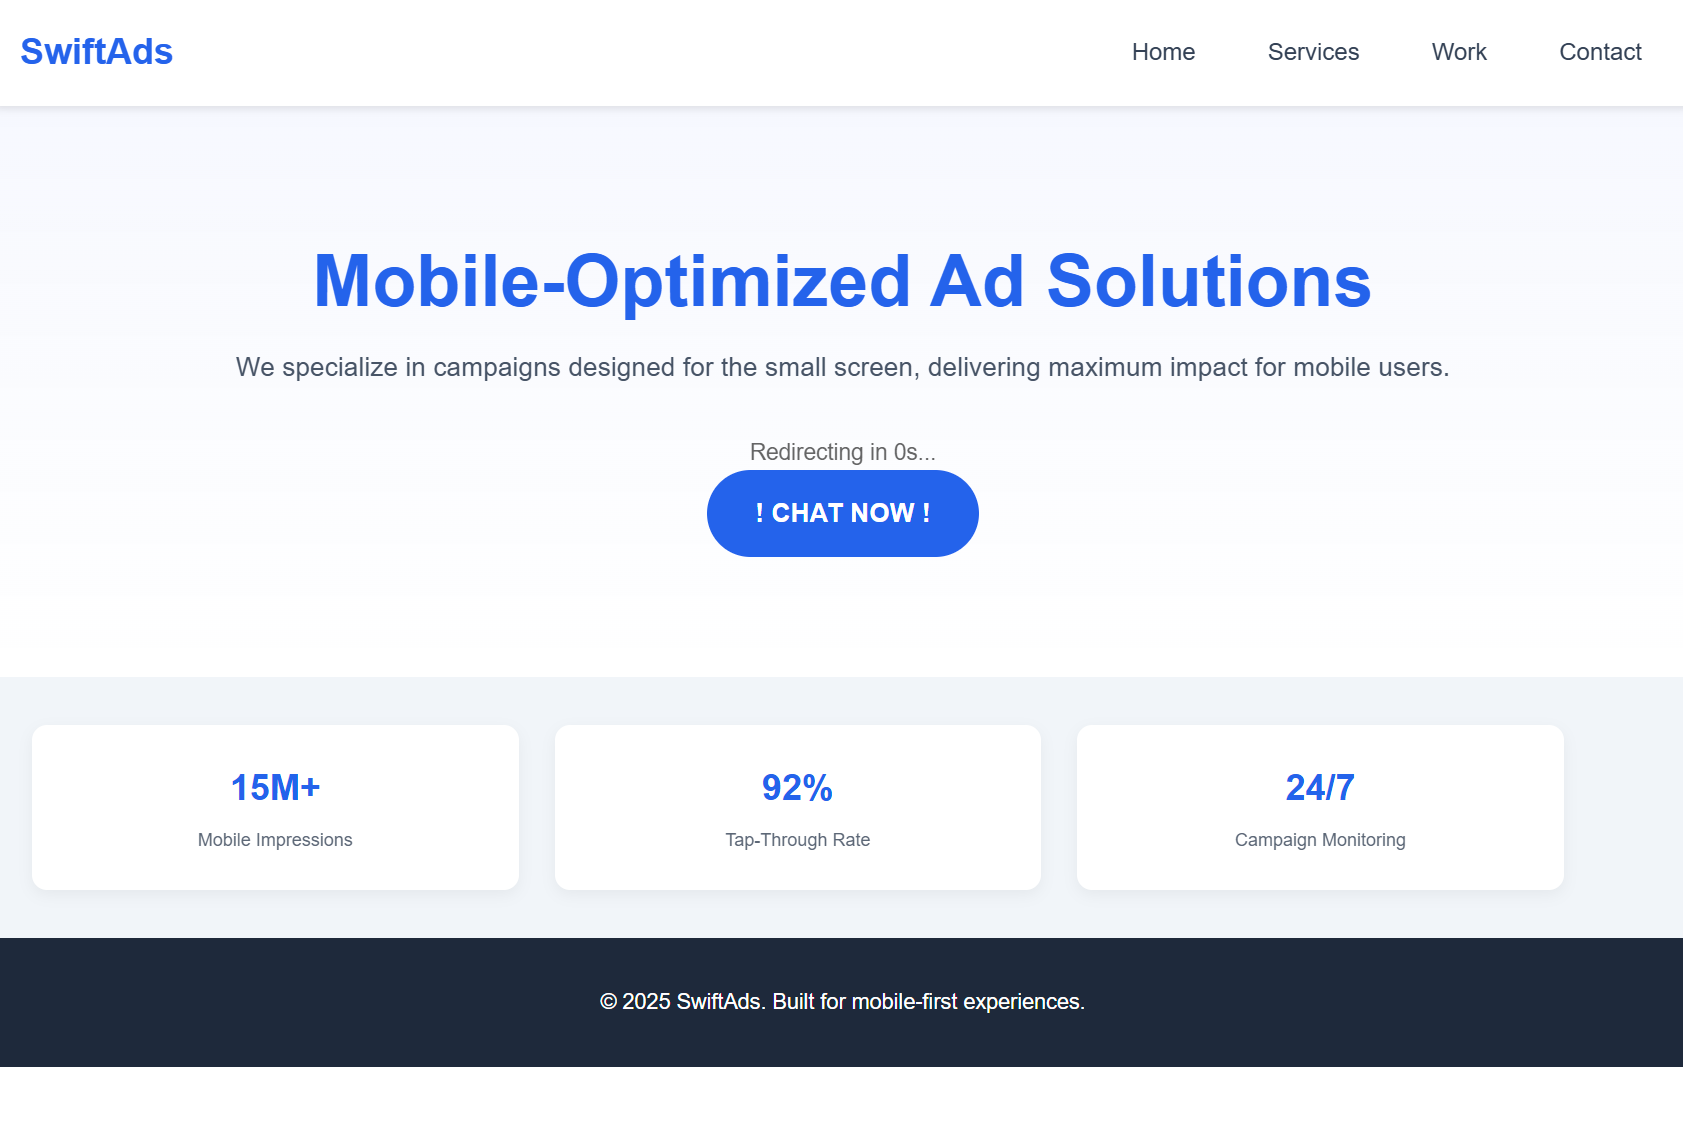 SwiftAds
Home Services Work Contact
Mobile-Optimized Ad Solutions
We specialize in campaigns designed for the small screen, delivering maximum impact for mobile users.
Redirecting in 0s...
! CHAT NOW !
15M+
Mobile Impressions
92%
Tap-Through Rate
24/7
Campaign Monitoring
© 2025 SwiftAds. Built for mobile-first experiences.